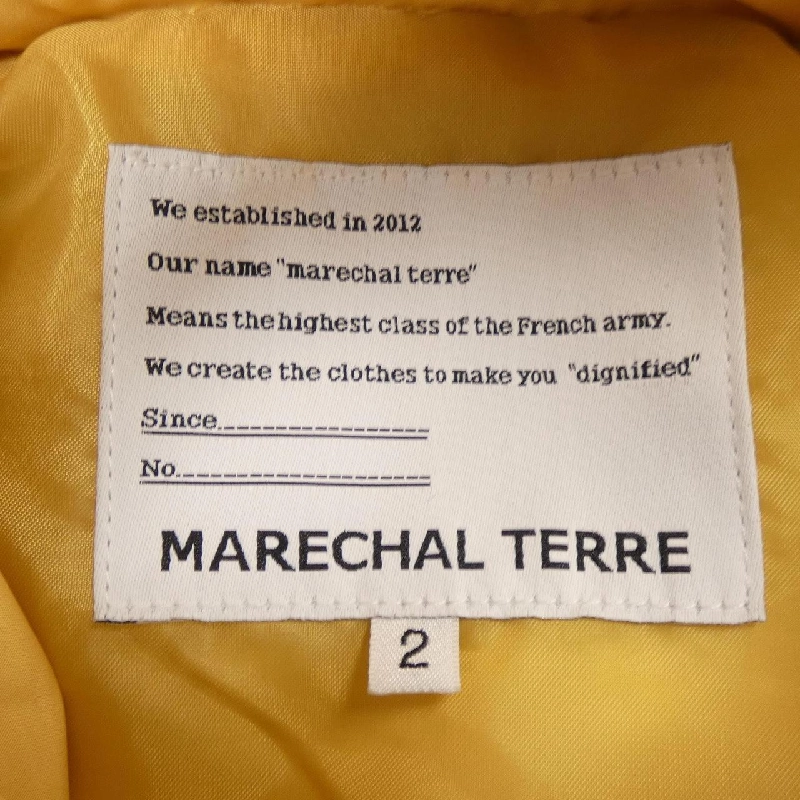 We established in 2012
Our name "marechal terre"
Means the highest class of the French army.
We create the clothes to make you "dignified"
Since
No
MARECHAL TERRE
2